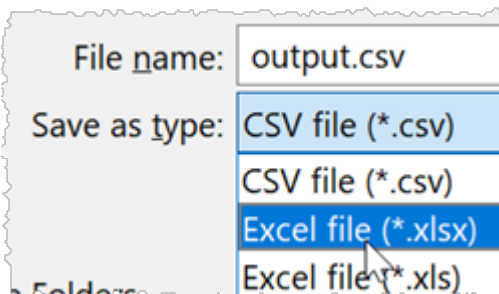 File name: output.csv
Save as type: CSV file (*.csv)
CSV file (*.csv)
Excel file (*.xlsx)
Excel file (*.xls)
Folders